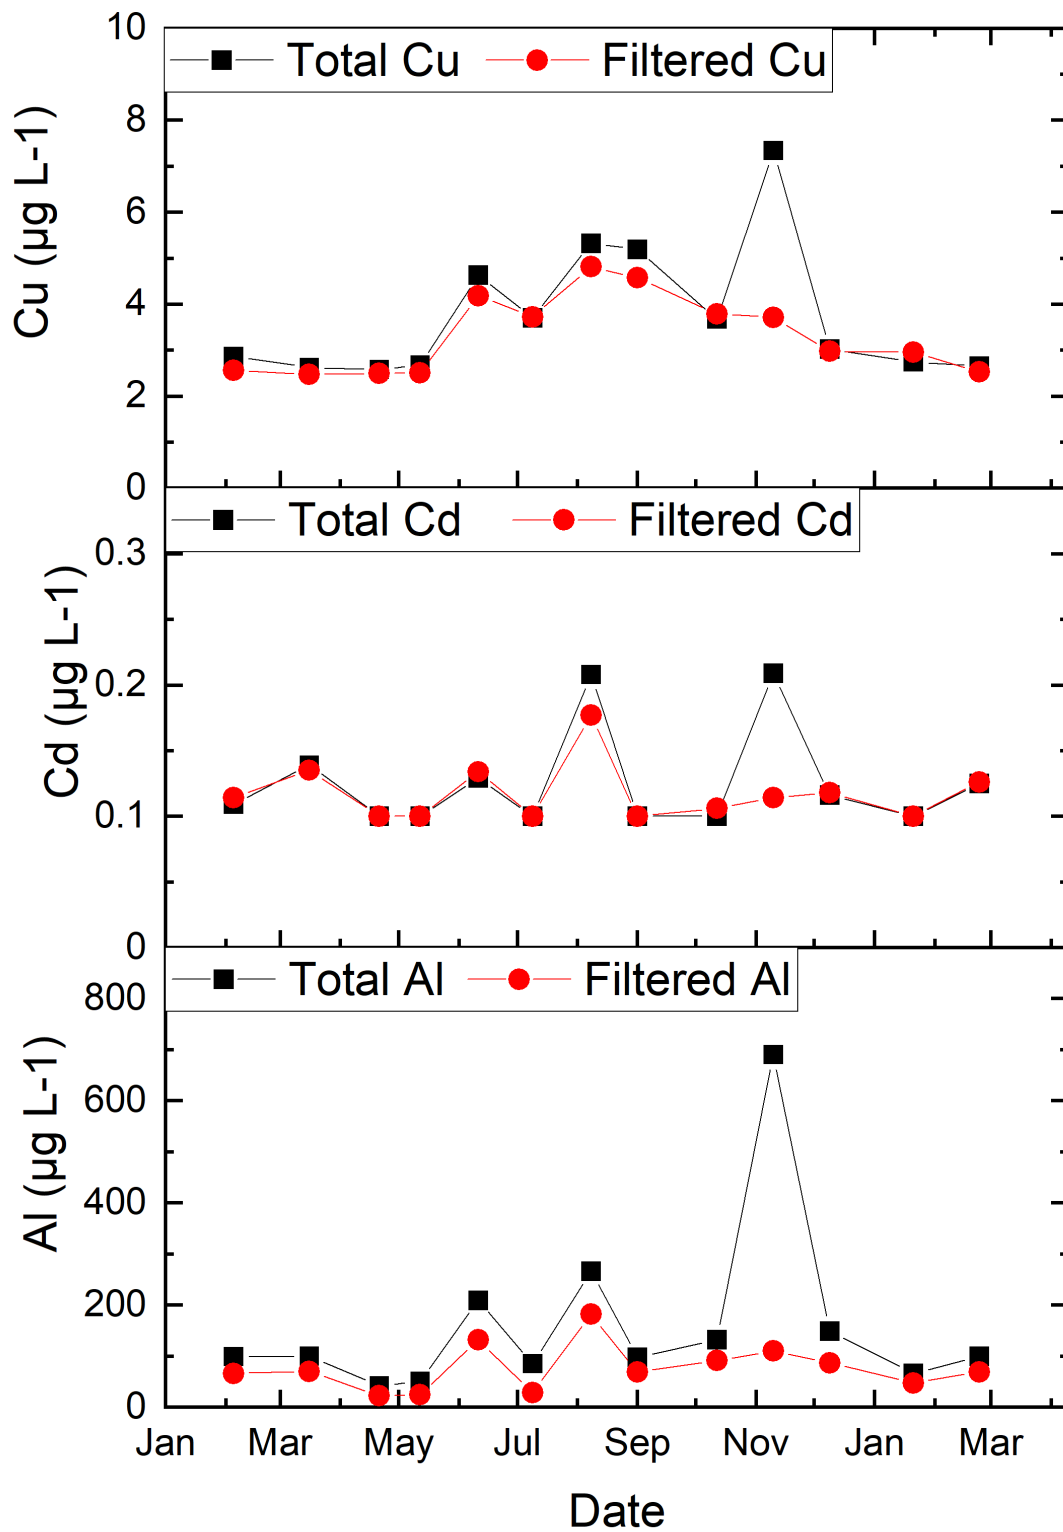 10
Total Cu Filtered Cu
8
6
4
2
0
Cu (µg L-1)
Total Cd Filtered Cd
0.3
0.2
0.1
0
Cd (µg L-1)
Total Al Filtered Al
800
600
400
200
0
Al (µg L-1)
Jan Mar May Jul Sep Nov Jan Mar
Date